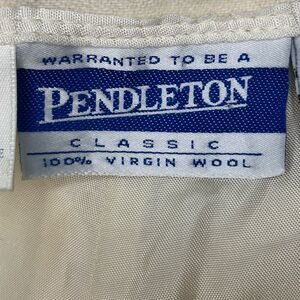 WARRANTED TO BE A
PENDLETON
CLASSIC
100% VIRGIN WOOL